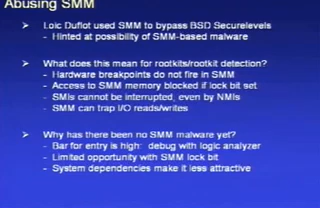 Abusing SMM
Loic Duflot used SMM to bypass BSD Securelevels
- Hinted at possibility of SMM-based malware
What does this mean for rootkits/rootkit detection?
- Hardware breakpoints do not fire in SMM
- Access to SMM memory blocked if lock bit set
- SMIs cannot be interrupted, even by NMIs
- SMM can trap I/O reads/writes
Why has there been no SMM malware yet?
- Bar for entry is high: debug with logic analyzer
- Limited opportunity with SMM lock bit
- System dependencies make it less attractive